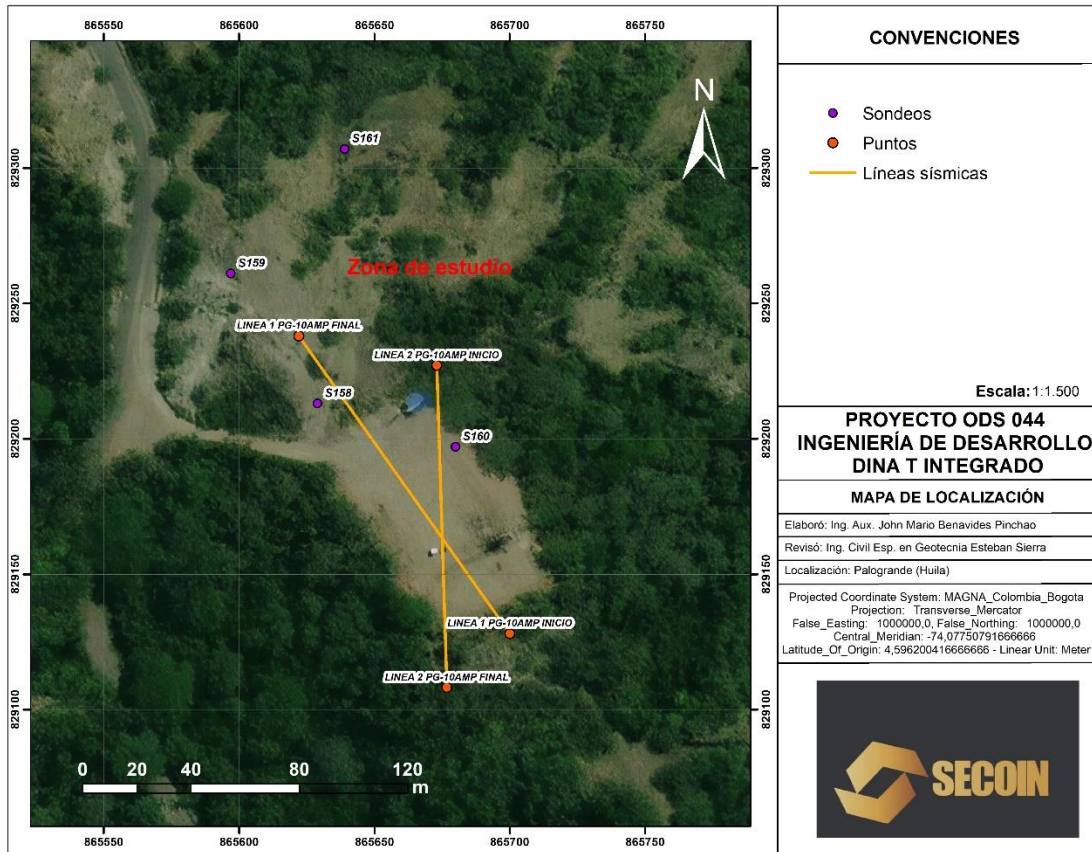 865550 865600 865650 865700 865750
829300
829250
829200
829150
829100
829300
829250
829200
829150
829100
N
S161
S159
Zona de estudio
LINEA 1 PG-10AMP FINAL
LINEA 2 PG-10AMP INICIO
S158
S160
LINEA 1 PG-10AMP INICIO
LINEA 2 PG-10AMP FINAL
0 20 40 80 120
m
865550 865600 865650 865700 865750
CONVENCIONES
Sondeos
Puntos
Líneas sísmicas
Escala: 1:1.500
PROYECTO ODS 044
INGENIERÍA DE DESARROLLO
DINA T INTEGRADO
MAPA DE LOCALIZACIÓN
Elaboró: Ing. Aux. John Mario Benavides Pinchao
Revisó: Ing. Civil Esp. en Geotecnia Esteban Sierra
Localización: Palogrande (Huila)
Projected Coordinate System: MAGNA_Colombia_Bogota
Projection: Transverse_Mercator
False_Easting: 1000000,0, False_Northing: 1000000,0
Central_Meridian: -74,07750791666666
Latitude_Of_Origin: 4,596200416666666 - Linear Unit: Meter
SECOIN